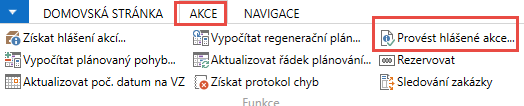 DOMOVSKÁ STRÁNKA AKCE NAVIGACE
Získat hlášení akcí... Vypočítat regenerační plán... Provést hlášené akce...
Vypočítat plánovaný pohyb... Aktualizovat řádek plánování... Rezervovat
Aktualizovat poč. datum na VZ Získat protokol chyb Sledování zakázky
Funkce